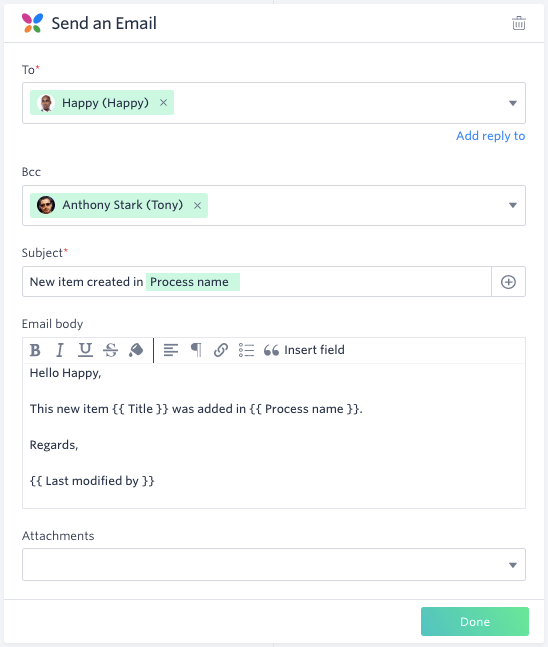 Send an Email
To*
Happy (Happy) ×
Add reply to
Bcc
Anthony Stark (Tony) ×
Subject*
New item created in Process name
Email body
B I U S Insert field
Hello Happy,
This new item {{ Title }} was added in {{ Process name }}.
Regards,
{{ Last modified by }}
Attachments
Done